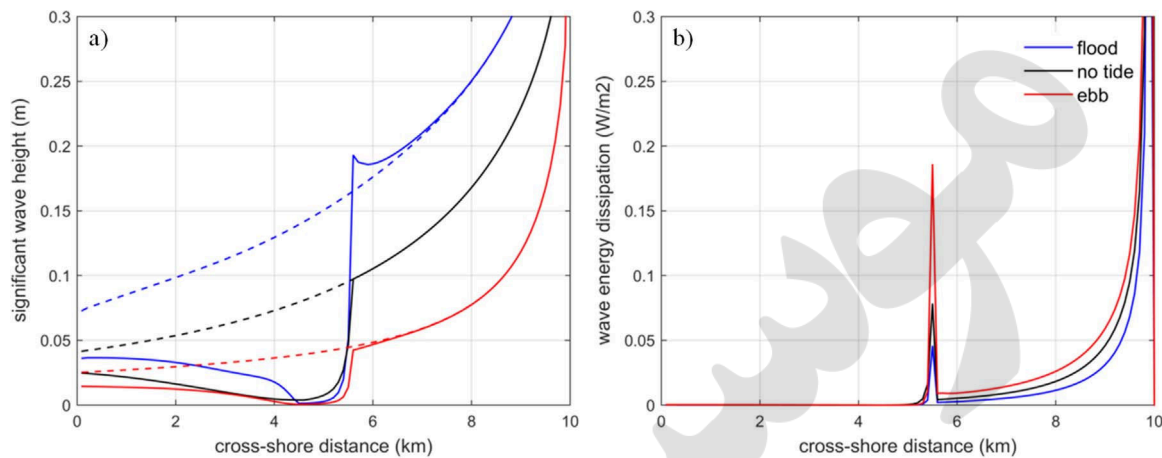 a)
0.3
0.25
0.2
0.15
0.1
0.05
0
significant wave height (m)
0 2 4 6 8 10
cross-shore distance (km)
b)
flood
no tide
ebb
0.3
0.25
0.2
0.15
0.1
0.05
0
wave energy dissipation (W/m2)
0 2 4 6 8 10
cross-shore distance (km)